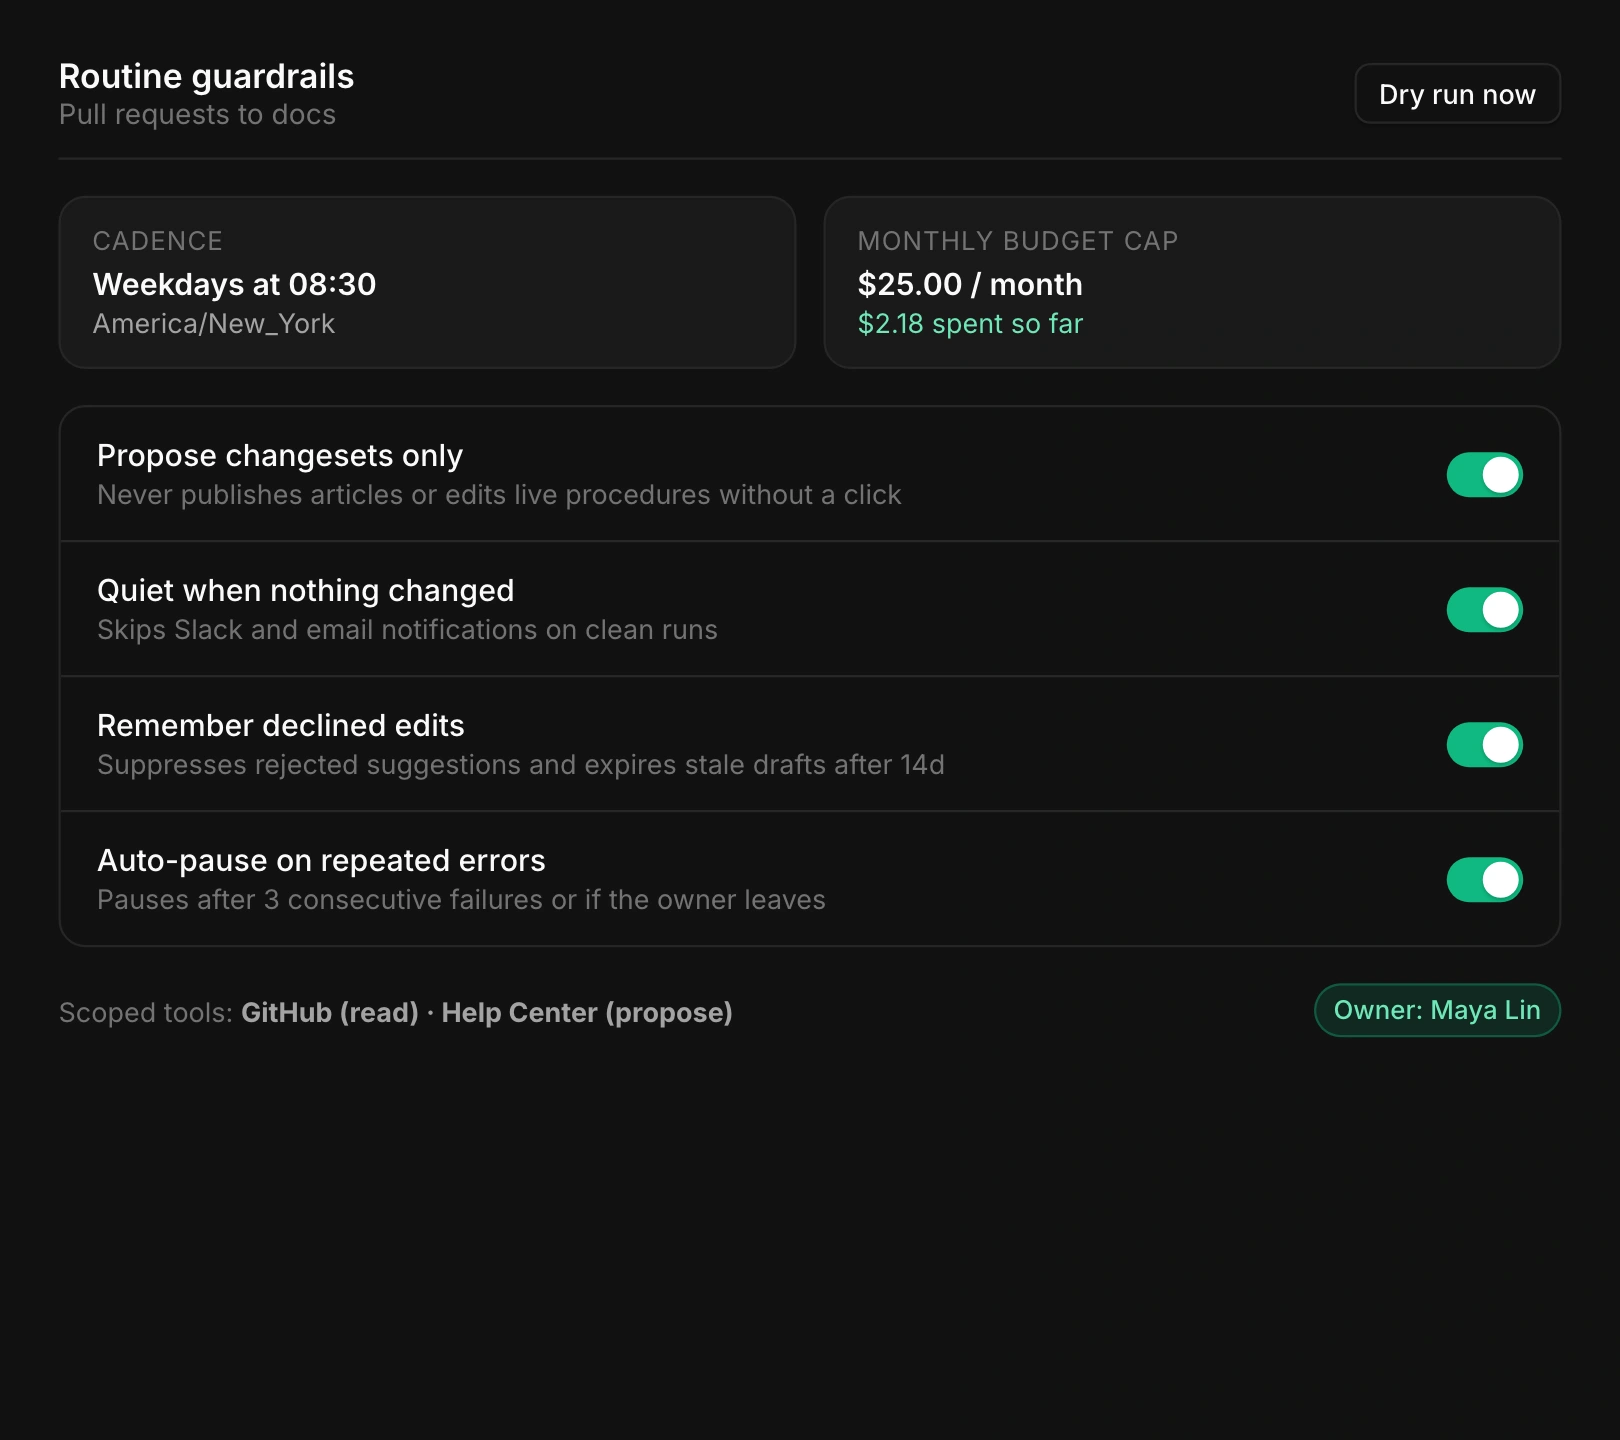 Routine guardrails
Pull requests to docs
Dry run now
CADENCE
Weekdays at 08:30
America/New_York
MONTHLY BUDGET CAP
$25.00 / month
$2.18 spent so far
Propose changesets only
Never publishes articles or edits live procedures without a click
Quiet when nothing changed
Skips Slack and email notifications on clean runs
Remember declined edits
Suppresses rejected suggestions and expires stale drafts after 14d
Auto-pause on repeated errors
Pauses after 3 consecutive failures or if the owner leaves
Scoped tools: GitHub (read) · Help Center (propose)
Owner: Maya Lin